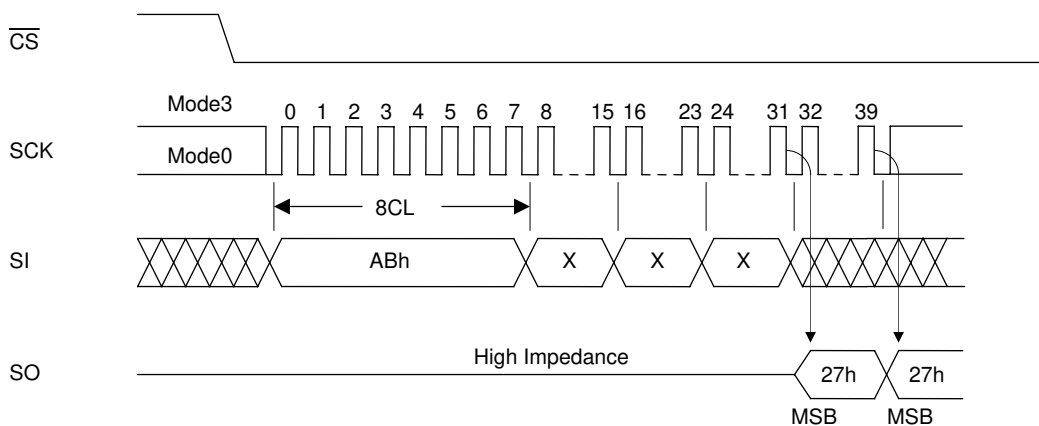 CS
Mode3
0 1 2 3 4 5 6 7 8 15 16 23 24 31 32 39
SCK
Mode0
8CL
SI
ABh X X X
High Impedance
SO
27h 27h
MSB MSB